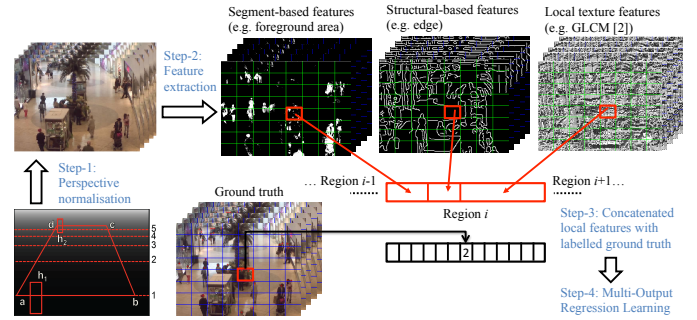 Segment-based features
(e.g. foreground area)
Structural-based features
(e.g. edge)
Local texture features
(e.g. GLCM [2])
Step-2:
Feature
extraction
Step-1:
Perspective
normalisation
... Region i-1
Region i+1...
Region i
Ground truth
2
d
c
h2
h1
a
b
5
4
3
2
1
Step-3: Concatenated
local features with
labelled ground truth
Step-4: Multi-Output
Regression Learning